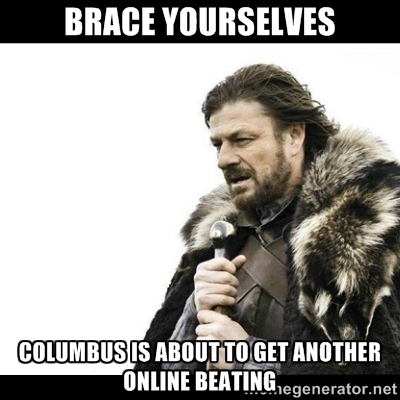 BRACE YOURSELVES
COLUMBUS IS ABOUT TO GET ANOTHER
ONLINE BEATING
memegenerator.net